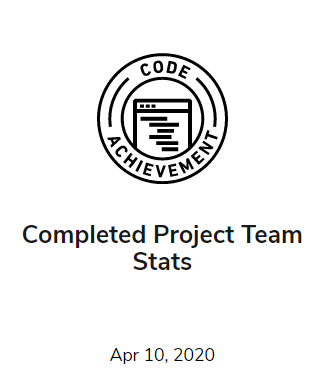 CODE
ACHIEVEMENT
Completed Project Team
Stats
Apr 10, 2020